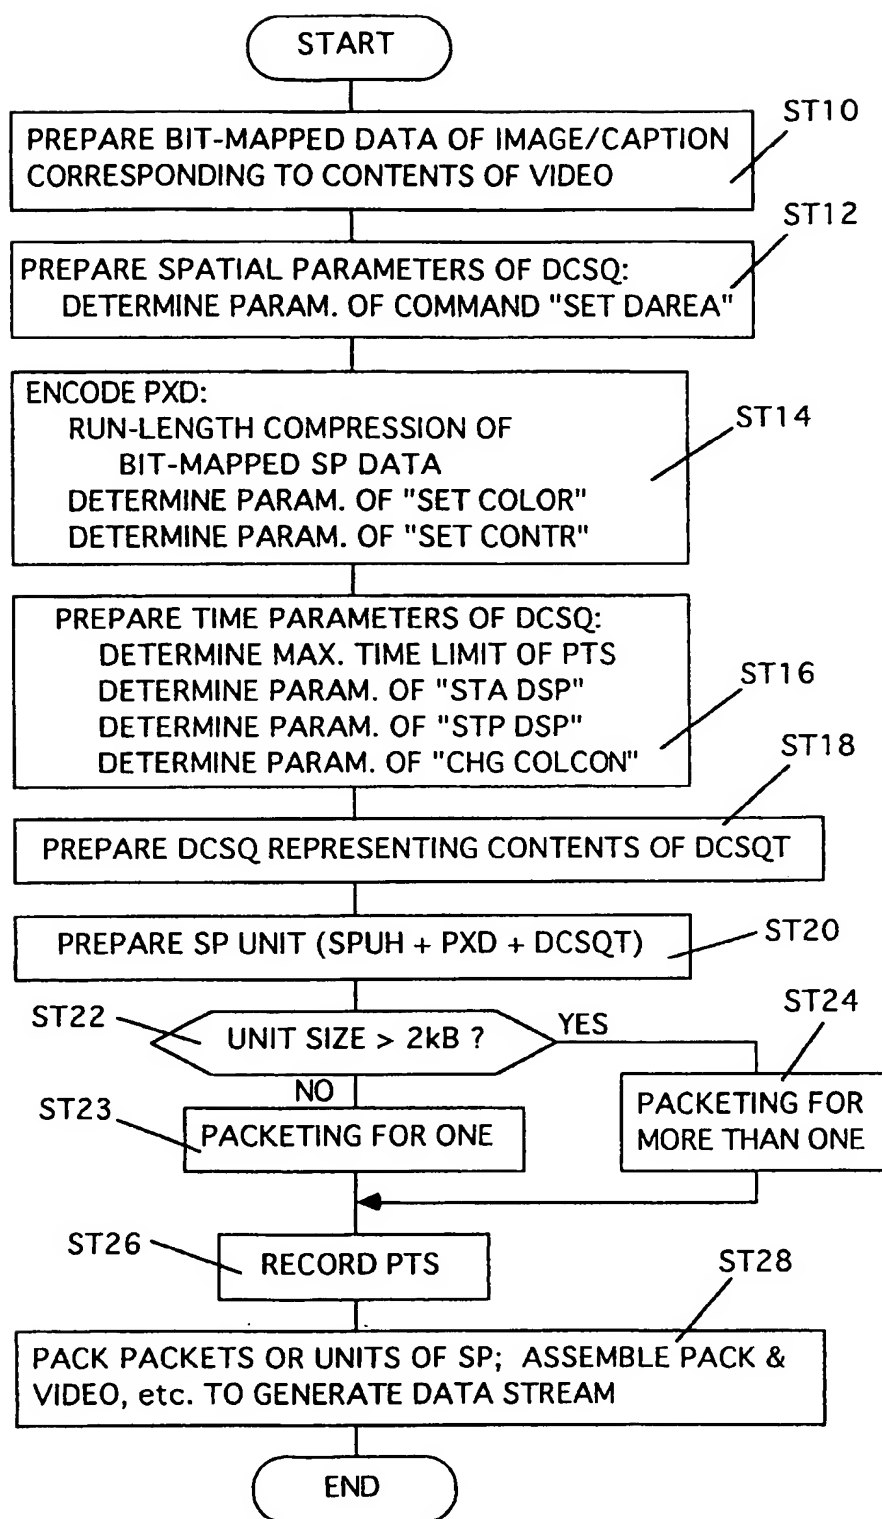 START
ST10
PREPARE BIT-MAPPED DATA OF IMAGE/CAPTION
CORRESPONDING TO CONTENTS OF VIDEO
ST12
PREPARE SPATIAL PARAMETERS OF DCSQ:
DETERMINE PARAM. OF COMMAND "SET DAREA"
ENCODE PXD:
RUN-LENGTH COMPRESSION OF
BIT-MAPPED SP DATA
DETERMINE PARAM. OF "SET COLOR"
DETERMINE PARAM. OF "SET CONTR"
ST14
PREPARE TIME PARAMETERS OF DCSQ:
DETERMINE MAX. TIME LIMIT OF PTS
DETERMINE PARAM. OF "STA DSP"
DETERMINE PARAM. OF "STP DSP"
DETERMINE PARAM. OF "CHG COLCON"
ST16
ST18
PREPARE DCSQ REPRESENTING CONTENTS OF DCSQT
PREPARE SP UNIT (SPUH + PXD + DCSQT)
ST20
ST22
UNIT SIZE > 2kB ?
YES
ST24
NO
ST23
PACKETING FOR ONE
PACKETING FOR
MORE THAN ONE
ST26
RECORD PTS
ST28
PACK PACKETS OR UNITS OF SP; ASSEMBLE PACK &
VIDEO, etc. TO GENERATE DATA STREAM
END